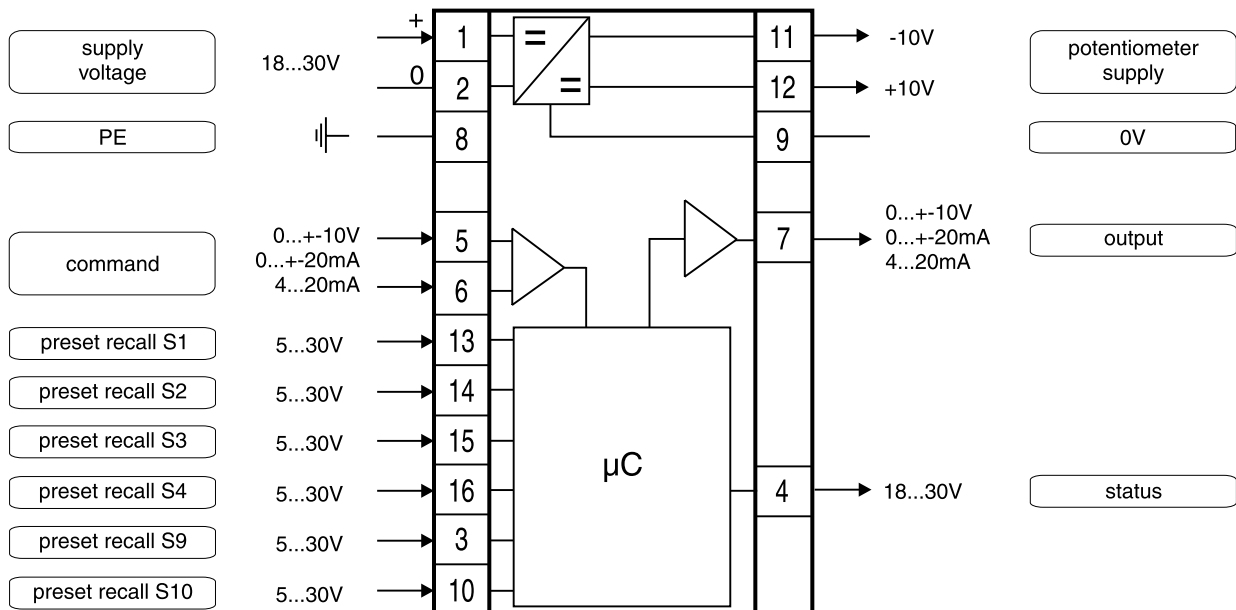 supply
voltage
18...30V
+
0
1
2
=
=
11
12
-10V
+10V
potentiometer
supply
PE
8
9
0V
command
0...+-10V
0...+-20mA
4...20mA
5
6
7
0...+-10V
0...+-20mA
4...20mA
output
preset recall S1
5...30V
13
preset recall S2
5...30V
14
preset recall S3
5...30V
15
µC
preset recall S4
5...30V
16
4
18...30V
status
preset recall S9
5...30V
3
preset recall S10
5...30V
10